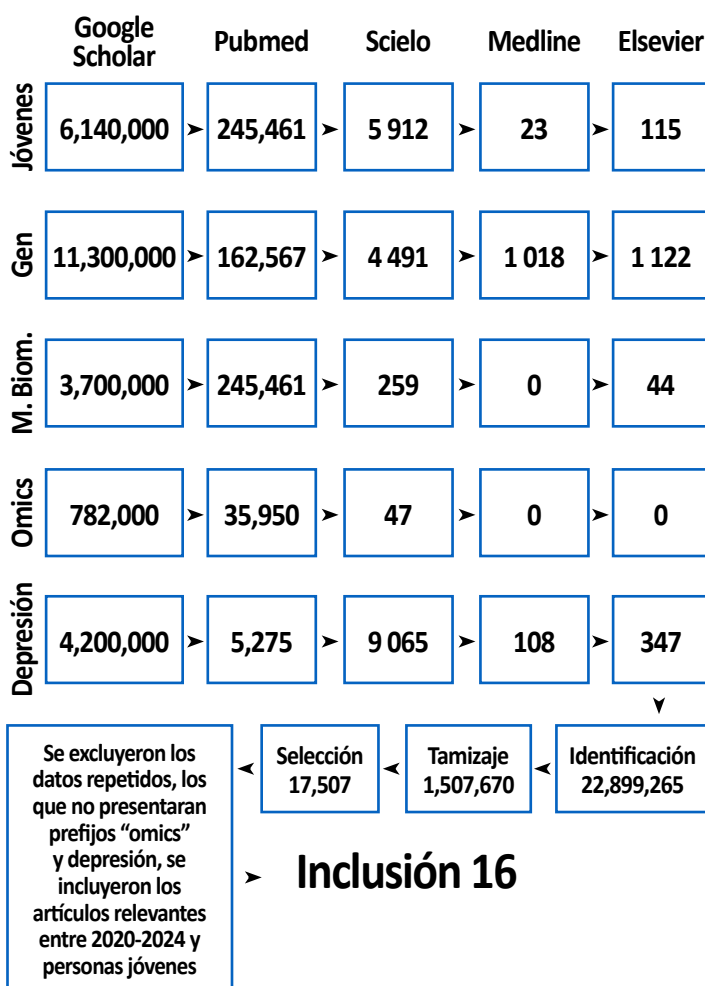 Google Scholar
Pubmed
Scielo
Medline
Elsevier
Jóvenes
6,140,000
245,461
5 912
23
115
Gen
11,300,000
162,567
4 491
1 018
1 122
M. Biom.
3,700,000
245,461
259
0
44
Omics
782,000
35,950
47
0
0
Depresión
4,200,000
5,275
9 065
108
347
Identificación
22,899,265
Tamizaje
1,507,670
Selección
17,507
Se excluyeron los
datos repetidos, los
que no presentaran
prefijos “omics”
y depresión, se
incluyeron los
artículos relevantes
entre 2020-2024 y
personas jóvenes
Inclusión 16